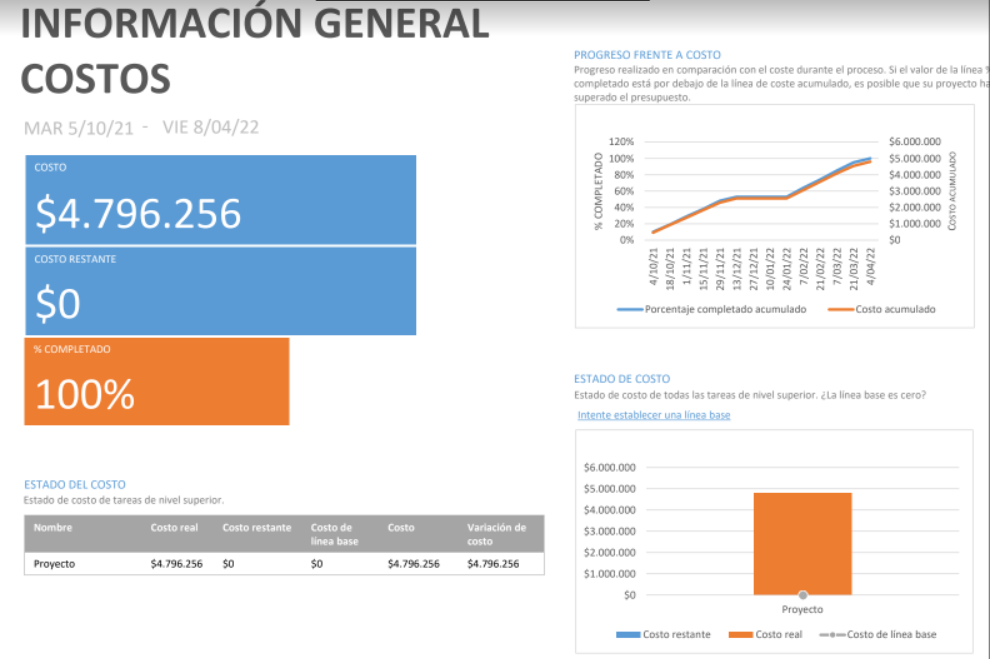 INFORMACIÓN GENERAL
COSTOS
MAR 5/10/21 - VIE 8/04/22
COSTO
$4.796.256
COSTO RESTANTE
$0
% COMPLETADO
100%
ESTADO DEL COSTO
Estado de costo de tareas de nivel superior.
Nombre Costo real Costo restante Costo de línea base Costo Variación de costo
Proyecto $4.796.256 $0 $0 $4.796.256 $4.796.256
PROGRESO FRENTE A COSTO
Progreso realizado en comparación con el coste durante el proceso. Si el valor de la línea %
completado está por debajo de la línea de coste acumulado, es posible que su proyecto ha
superado el presupuesto.
120% $6.000.000
100% $5.000.000
80% $4.000.000
60% $3.000.000
40% $2.000.000
20% $1.000.000
0% $0
% COMPLETADO
COSTO ACUMULADO
4/10/21
18/10/21
1/11/21
15/11/21
29/11/21
13/12/21
27/12/21
10/01/22
24/01/22
7/02/22
21/02/22
7/03/22
21/03/22
4/04/22
Porcentaje completado acumulado Costo acumulado
ESTADO DE COSTO
Estado de costo de todas las tareas de nivel superior. ¿La línea base es cero?
Intente establecer una línea base
$6.000.000
$5.000.000
$4.000.000
$3.000.000
$2.000.000
$1.000.000
$0
Proyecto
Costo restante Costo real Costo de línea base